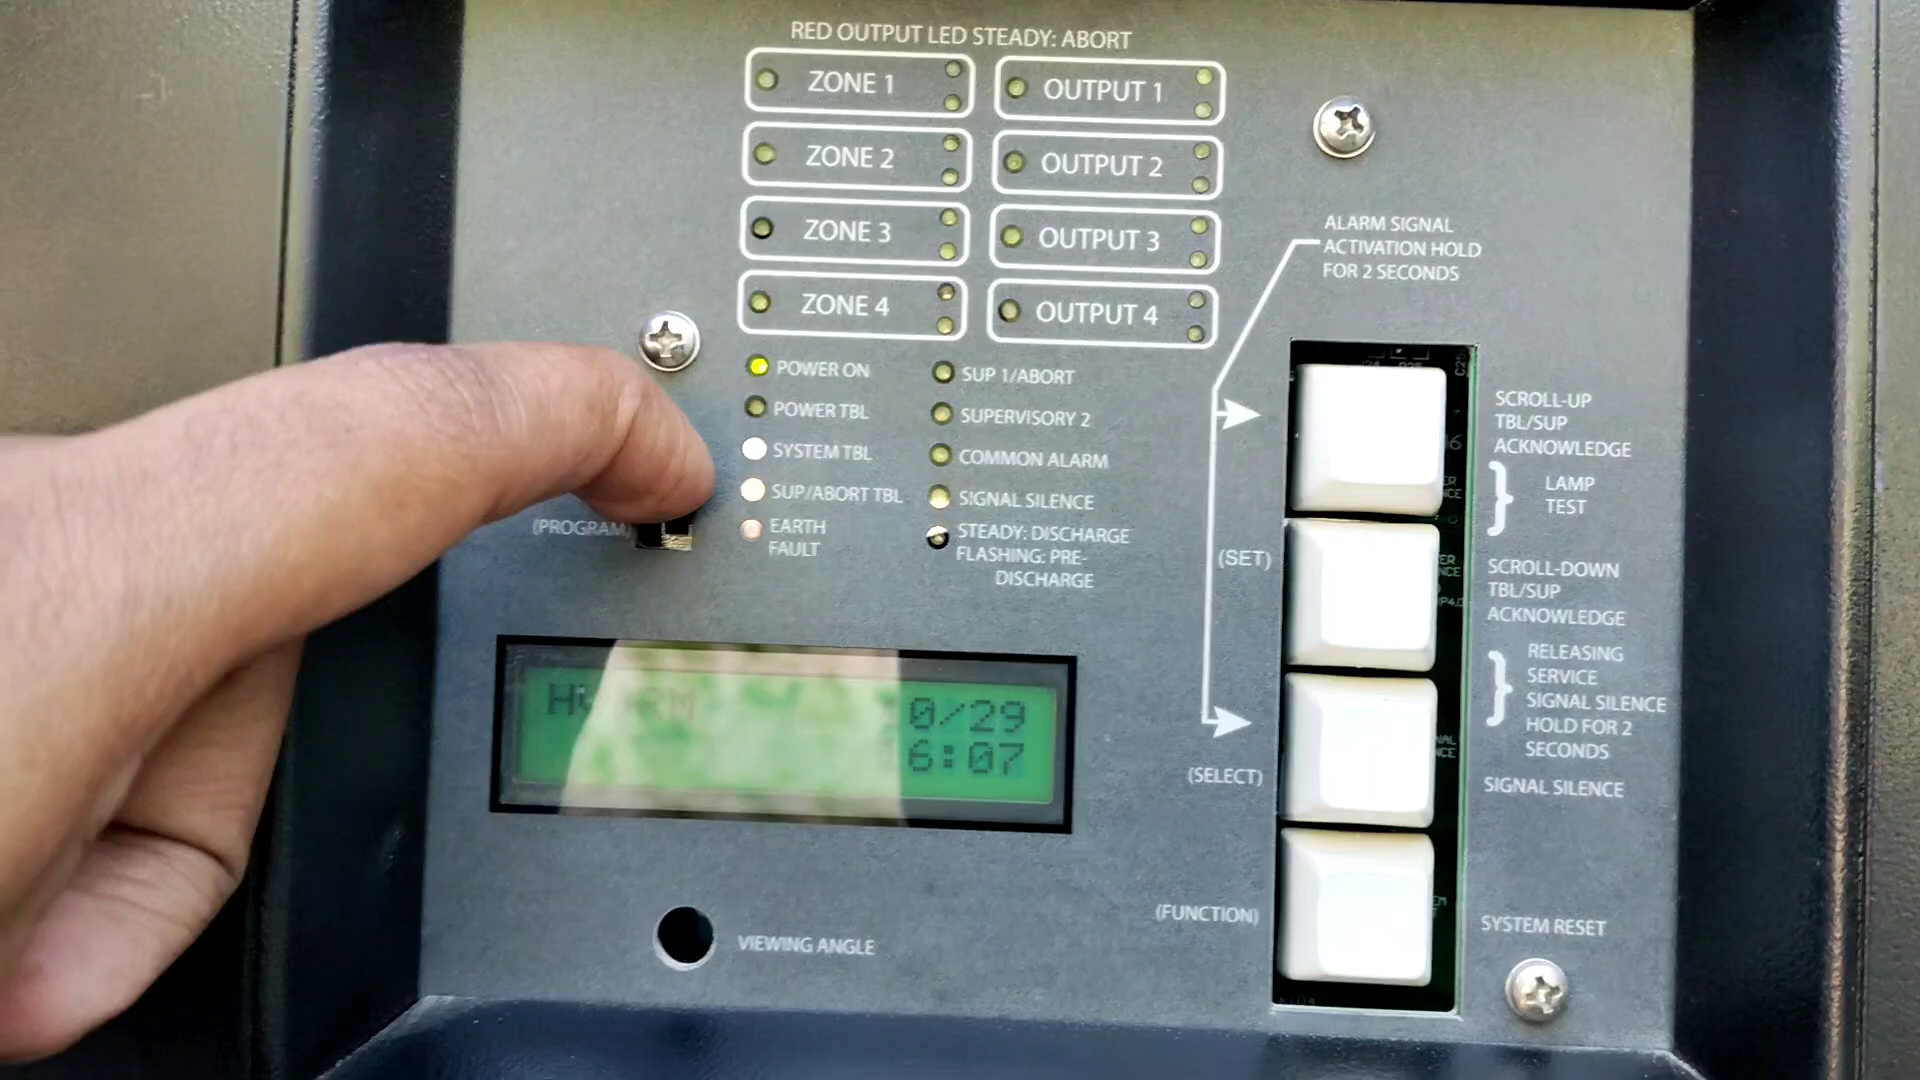 RED OUTPUT LED STEADY: ABORT
ZONE 1
OUTPUT 1
ZONE 2
OUTPUT 2
ZONE 3
OUTPUT 3
ZONE 4
OUTPUT 4
ALARM SIGNAL
ACTIVATION HOLD
FOR 2 SECONDS
POWER ON
SUP 1/ABORT
POWER TBL
SUPERVISORY 2
SYSTEM TBL
COMMON ALARM
SUP/ABORT TBL
SIGNAL SILENCE
EARTH
FAULT
STEADY: DISCHARGE
FLASHING: PRE-
DISCHARGE
(PROGRAM)
SCROLL-UP
TBL/SUP
ACKNOWLEDGE
LAMP
TEST
(SET)
SCROLL-DOWN
TBL/SUP
ACKNOWLEDGE
RELEASING
SERVICE
SIGNAL SILENCE
HOLD FOR 2
SECONDS
(SELECT)
SIGNAL SILENCE
0/29
6:07
(FUNCTION)
SYSTEM RESET
VIEWING ANGLE